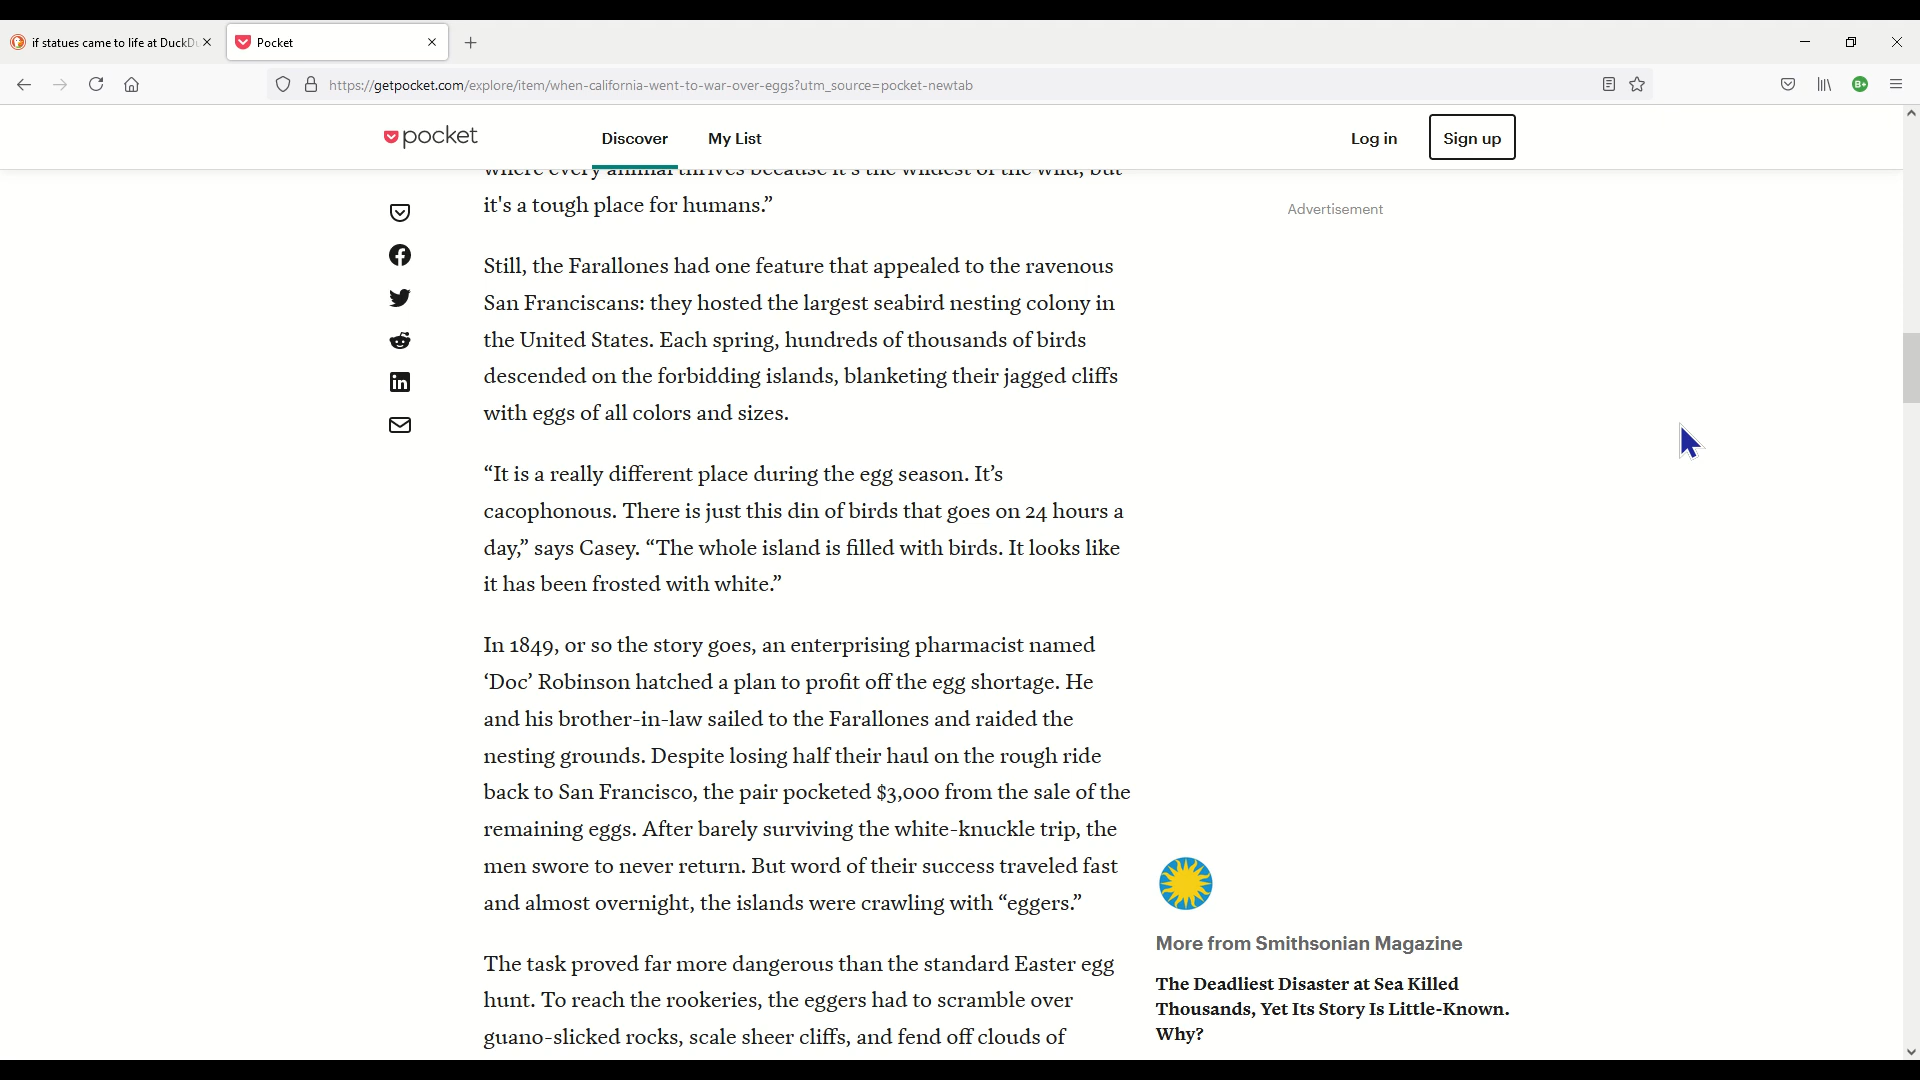 if statues came to life at DuckDu
Pocket
https://getpocket.com/explore/item/when-california-went-to-war-over-eggs?utm_source=pocket-newtab
pocket
Discover
My List
Log in
Sign up
where every animal thrives because it's the wildest of the wild, but
it's a tough place for humans.”
Advertisement
Still, the Farallones had one feature that appealed to the ravenous
San Franciscans: they hosted the largest seabird nesting colony in
the United States. Each spring, hundreds of thousands of birds
descended on the forbidding islands, blanketing their jagged cliffs
with eggs of all colors and sizes.
“It is a really different place during the egg season. It’s
cacophonous. There is just this din of birds that goes on 24 hours a
day,” says Casey. “The whole island is filled with birds. It looks like
it has been frosted with white.”
In 1849, or so the story goes, an enterprising pharmacist named
‘Doc’ Robinson hatched a plan to profit off the egg shortage. He
and his brother-in-law sailed to the Farallones and raided the
nesting grounds. Despite losing half their haul on the rough ride
back to San Francisco, the pair pocketed $3,000 from the sale of the
remaining eggs. After barely surviving the white-knuckle trip, the
men swore to never return. But word of their success traveled fast
and almost overnight, the islands were crawling with “eggers.”
The task proved far more dangerous than the standard Easter egg
hunt. To reach the rookeries, the eggers had to scramble over
guano-slicked rocks, scale sheer cliffs, and fend off clouds of
More from Smithsonian Magazine
The Deadliest Disaster at Sea Killed
Thousands, Yet Its Story Is Little-Known.
Why?